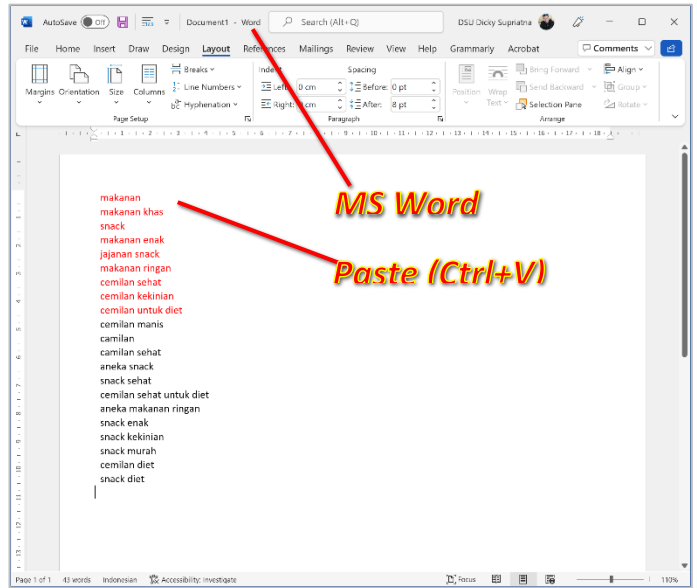 AutoSave Off Document1 - Word Search (Alt+Q) DSU Dicky Supriatna
File Home Insert Draw Design Layout References Mailings Review View Help Grammarly Acrobat Comments
Margins Orientation Size Columns Breaks Line Numbers Hyphenation
Indent Spacing
Left: 0 cm Before: 0 pt
Right: 0 cm After: 8 pt
Position Wrap Text Bring Forward Send Backward Selection Pane Align Group Rotate
Page Setup Paragraph Arrange
makanan
makanan khas
snack
makanan enak
jajanan snack
makanan ringan
cemilan sehat
cemilan kekinian
cemilan untuk diet
cemilan manis
camilan
camilan sehat
aneka snack
snack sehat
cemilan sehat untuk diet
aneka makanan ringan
snack enak
snack kekinian
snack murah
cemilan diet
snack diet
MS Word
Paste (Ctrl+V)
Page 1 of 1 43 words Indonesian Accessibility: Investigate Focus 110%